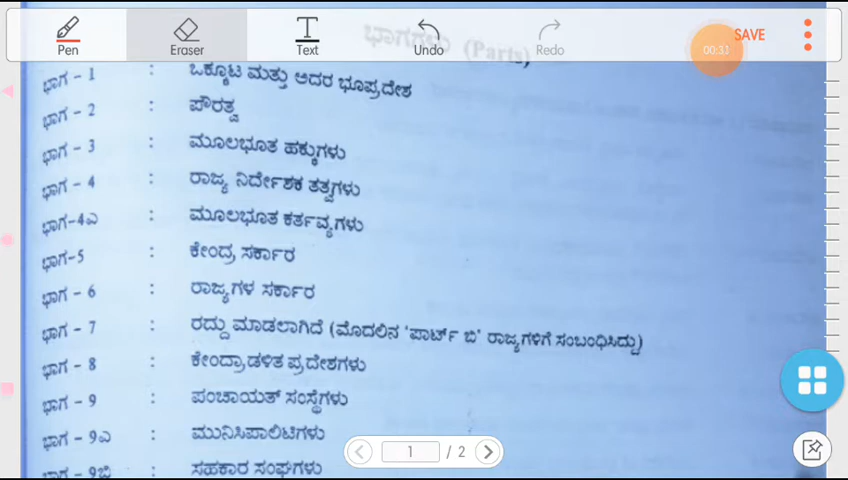 Pen
Eraser
Text
Undo
Redo
SAVE
00:31
ಭಾಗಗಳು (Parts)
ಭಾಗ – 1 : ಒಕ್ಕೂಟ ಮತ್ತು ಅದರ ಭೂಪ್ರದೇಶ
ಭಾಗ – 2 : ಪೌರತ್ವ
ಭಾಗ – 3 : ಮೂಲಭೂತ ಹಕ್ಕುಗಳು
ಭಾಗ – 4 : ರಾಜ್ಯ ನಿರ್ದೇಶಕ ತತ್ವಗಳು
ಭಾಗ–4ಎ : ಮೂಲಭೂತ ಕರ್ತವ್ಯಗಳು
ಭಾಗ–5 : ಕೇಂದ್ರ ಸರ್ಕಾರ
ಭಾಗ – 6 : ರಾಜ್ಯಗಳ ಸರ್ಕಾರ
ಭಾಗ – 7 : ರದ್ದು ಮಾಡಲಾಗಿದೆ (ಮೊದಲಿನ ‘ಪಾರ್ಟ್ ಬಿ’ ರಾಜ್ಯಗಳಿಗೆ ಸಂಬಂಧಿಸಿದ್ದು)
ಭಾಗ – 8 : ಕೇಂದ್ರಾಡಳಿತ ಪ್ರದೇಶಗಳು
ಭಾಗ – 9 : ಪಂಚಾಯತ್ ಸಂಸ್ಥೆಗಳು
ಭಾಗ – 9ಎ : ಮುನಿಸಿಪಾಲಿಟಿಗಳು
ಭಾಗ – 9ಬಿ : ಸಹಕಾರ ಸಂಘಗಳು
1 / 2